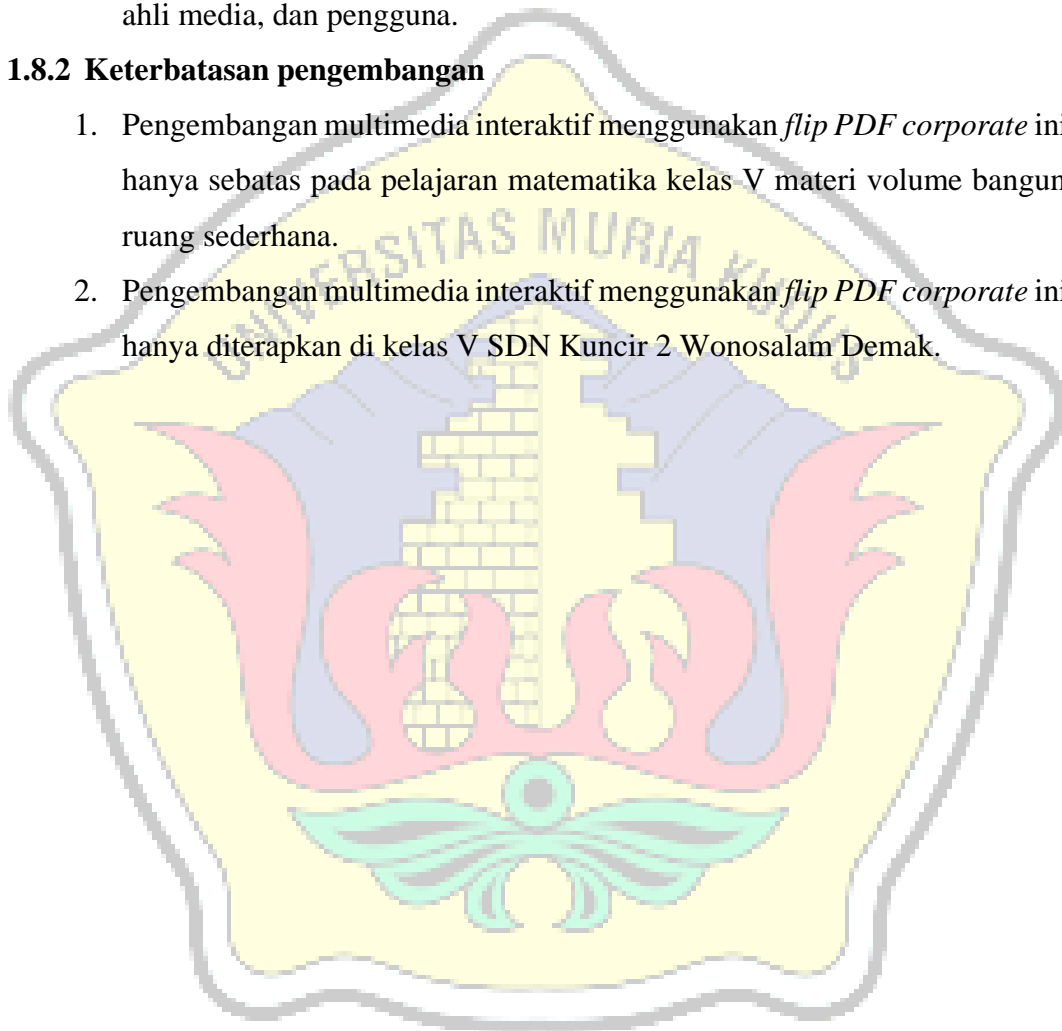 ahli media, dan pengguna.
1.8.2 Keterbatasan pengembangan
1. Pengembangan multimedia interaktif menggunakan flip PDF corporate ini
hanya sebatas pada pelajaran matematika kelas V materi volume bangun
ruang sederhana.
2. Pengembangan multimedia interaktif menggunakan flip PDF corporate ini
hanya diterapkan di kelas V SDN Kuncir 2 Wonosalam Demak.
UNIVERSITAS MURIA KUDUS